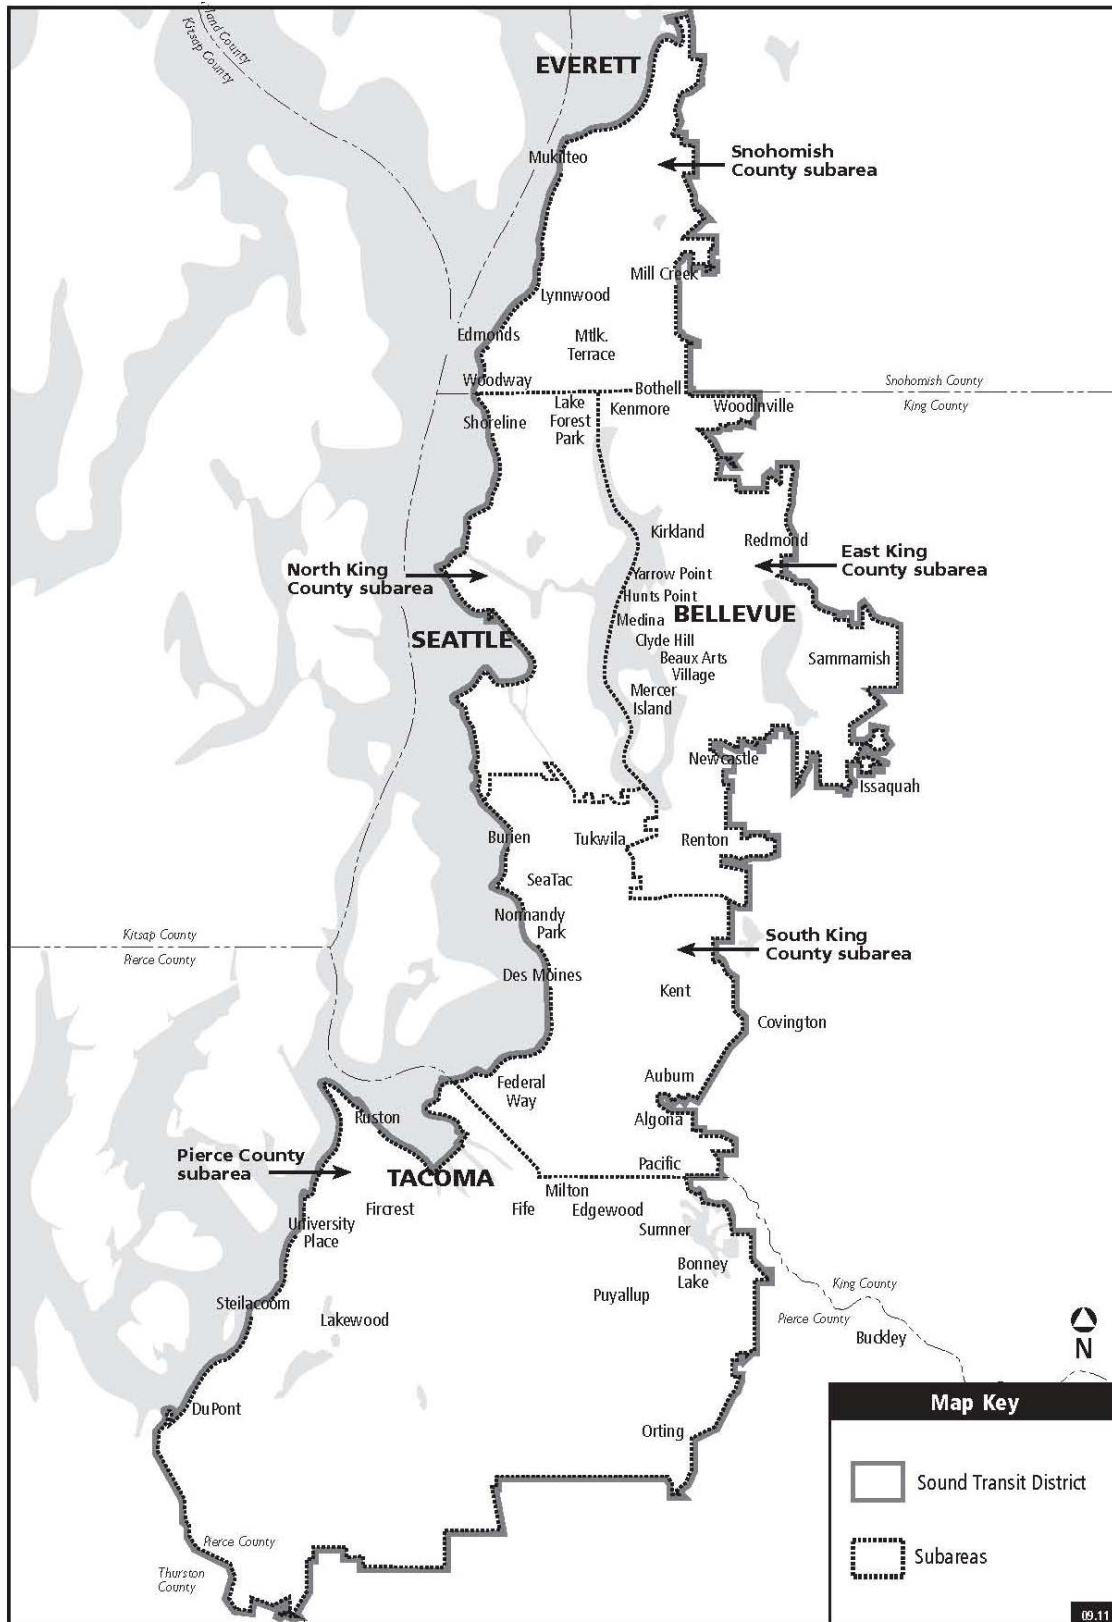 Island County
Kitsap County
EVERETT
Mukilteo
Snohomish
County subarea
Mill Creek
Lynnwood
Edmonds
Mtlk.
Terrace
Woodway
Bothell
Snohomish County
King County
Lake
Forest
Park
Kenmore
Woodinville
Shoreline
Kirkland
Redmond
East King
County subarea
North King
County subarea
Yarrow Point
Hunts Point
Medina
BELLEVUE
SEATTLE
Clyde Hill
Beaux Arts
Village
Sammamish
Mercer
Island
Newcastle
Issaquah
Burien
Tukwila
Renton
SeaTac
Normandy
Park
South King
County subarea
Kitsap County
Pierce County
Des Moines
Kent
Covington
Federal
Way
Auburn
Ruston
Algona
Pierce County
subarea
TACOMA
Pacific
Milton
Fircrest
Fife
Edgewood
University
Place
Sumner
Bonney
Lake
King County
Pierce County
Puyallup
Steilacoom
Lakewood
Buckley
N
DuPont
Orting
Map Key
Sound Transit District
Subareas
Pierce County
Thurston
County
09.11